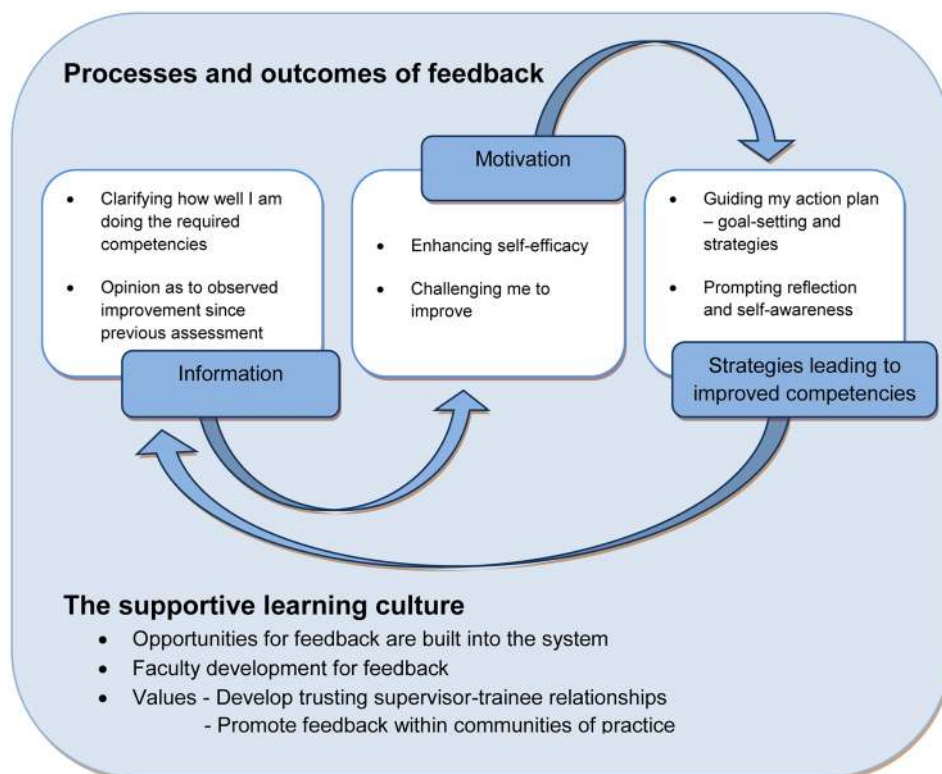 Processes and outcomes of feedback
Motivation
• Clarifying how well I am
doing the required
competencies
• Opinion as to observed
improvement since
previous assessment
Information
• Enhancing self-efficacy
• Challenging me to
improve
• Guiding my action plan
– goal-setting and
strategies
• Prompting reflection
and self-awareness
Strategies leading to
improved competencies
The supportive learning culture
• Opportunities for feedback are built into the system
• Faculty development for feedback
• Values - Develop trusting supervisor-trainee relationships
- Promote feedback within communities of practice